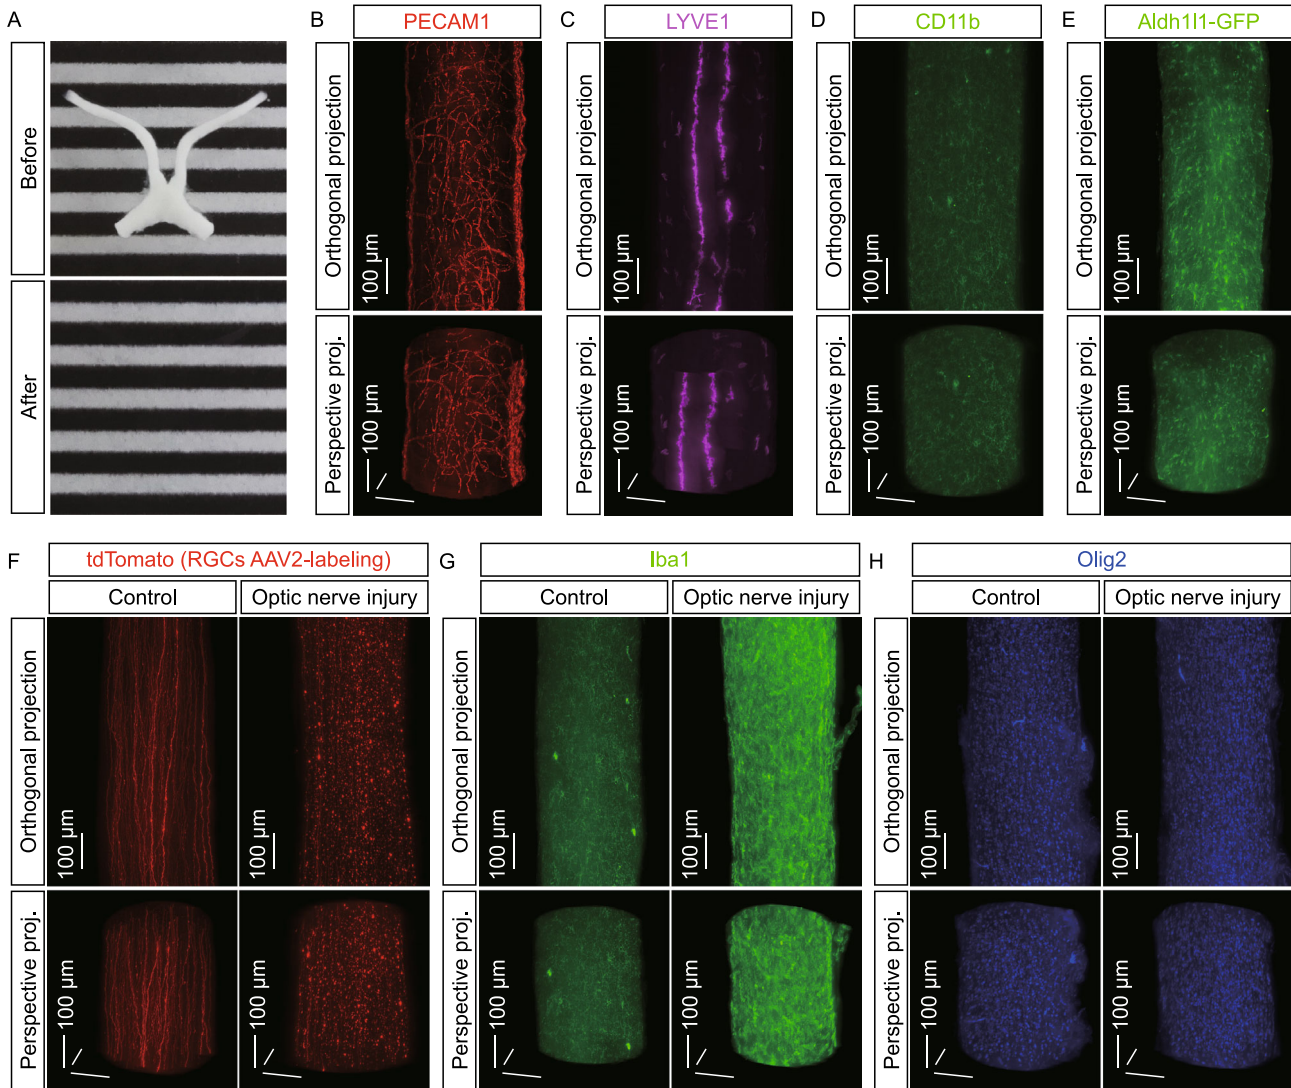 A
Before
After
B
PECAM1
Orthogonal projection
100 µm
Perspective proj.
100 µm
C
LYVE1
Orthogonal projection
100 µm
Perspective proj.
100 µm
D
CD11b
Orthogonal projection
100 µm
Perspective proj.
100 µm
E
Aldh1l1-GFP
Orthogonal projection
100 µm
Perspective proj.
100 µm
F
tdTomato (RGCs AAV2-labeling)
Control
Optic nerve injury
Orthogonal projection
100 µm
100 µm
Perspective proj.
100 µm
100 µm
G
Iba1
Control
Optic nerve injury
Orthogonal projection
100 µm
100 µm
Perspective proj.
100 µm
100 µm
H
Olig2
Control
Optic nerve injury
Orthogonal projection
100 µm
100 µm
Perspective proj.
100 µm
100 µm